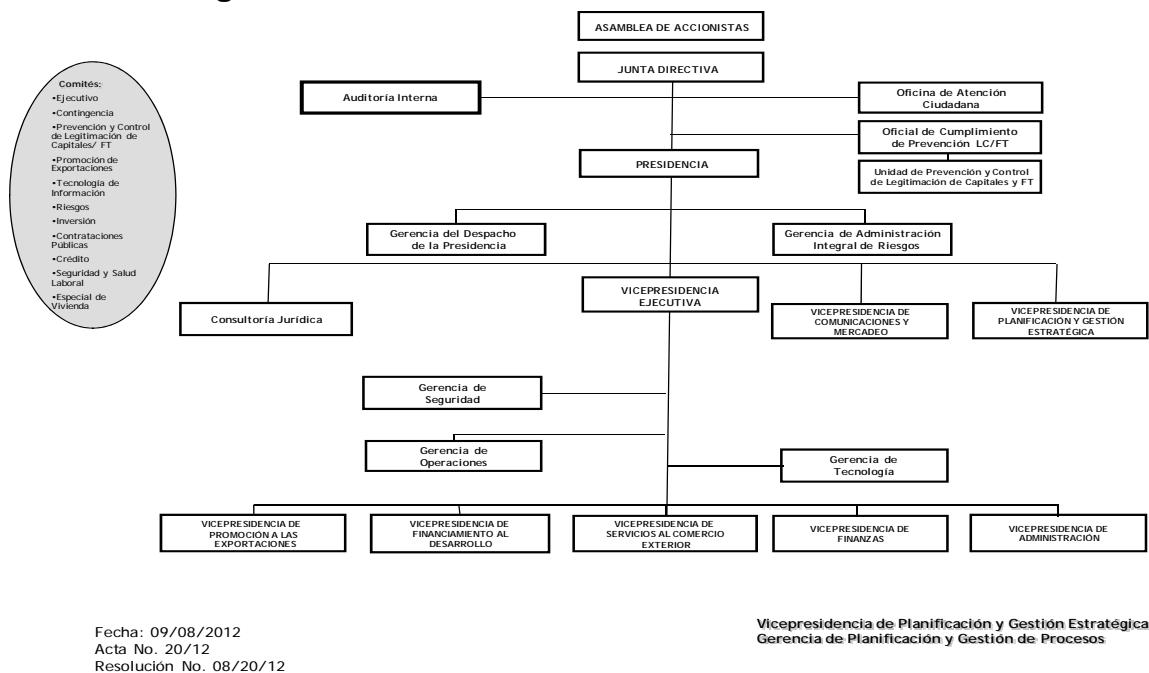 ASAMBLEA DE ACCIONISTAS
JUNTA DIRECTIVA
Auditoría Interna
Oficina de Atención
Ciudadana
Oficial de Cumplimiento
de Prevención LC/FT
Unidad de Prevención y Control
de Legitimación de Capitales y FT
PRESIDENCIA
Comités:
•Ejecutivo
•Contingencia
•Prevención y Control
de Legitimación de
Capitales/ FT
•Promoción de
Exportaciones
•Tecnología de
Información
•Riesgos
•Inversión
•Contrataciones
Públicas
•Crédito
•Seguridad y Salud
Laboral
•Especial de
Vivienda
Gerencia del Despacho
de la Presidencia
Gerencia de Administración
Integral de Riesgos
VICEPRESIDENCIA
EJECUTIVA
Consultoría Jurídica
VICEPRESIDENCIA DE
COMUNICACIONES Y
MERCADEO
VICEPRESIDENCIA DE
PLANIFICACIÓN Y GESTIÓN
ESTRATÉGICA
Gerencia de
Seguridad
Gerencia de
Operaciones
Gerencia de
Tecnología
VICEPRESIDENCIA DE
PROMOCIÓN A LAS
EXPORTACIONES
VICEPRESIDENCIA DE
FINANCIAMIENTO AL
DESARROLLO
VICEPRESIDENCIA DE
SERVICIOS AL COMERCIO
EXTERIOR
VICEPRESIDENCIA DE
FINANZAS
VICEPRESIDENCIA DE
ADMINISTRACIÓN
Fecha: 09/08/2012
Acta No. 20/12
Resolución No. 08/20/12
Vicepresidencia de Planificación y Gestión Estratégica
Gerencia de Planificación y Gestión de Procesos